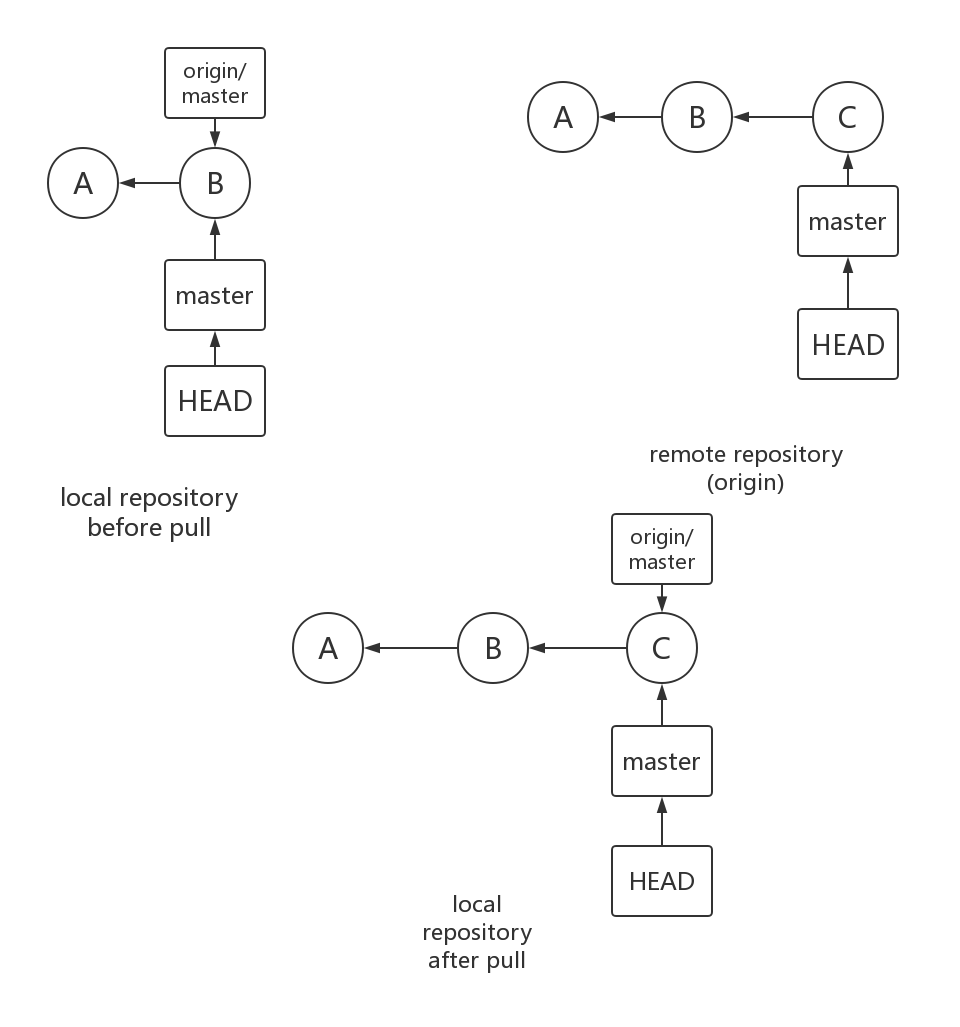 origin/
master
A
B
master
HEAD
local repository
before pull
A
B
C
master
HEAD
remote repository
(origin)
origin/
master
A
B
C
master
HEAD
local
repository
after pull